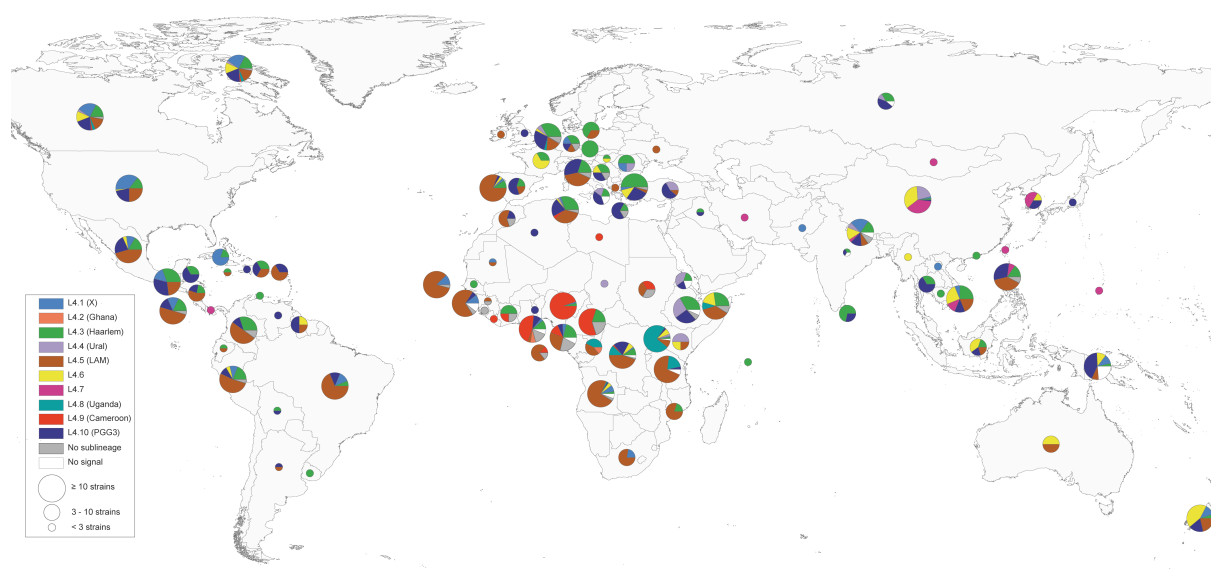 L4.1 (X)
L4.2 (Ghana)
L4.3 (Haarlem)
L4.4 (Ural)
L4.5 (LAM)
L4.6
L4.7
L4.8 (Uganda)
L4.9 (Cameroon)
L4.10 (PGG3)
No sublineage
No signal
≥ 10 strains
3 - 10 strains
< 3 strains